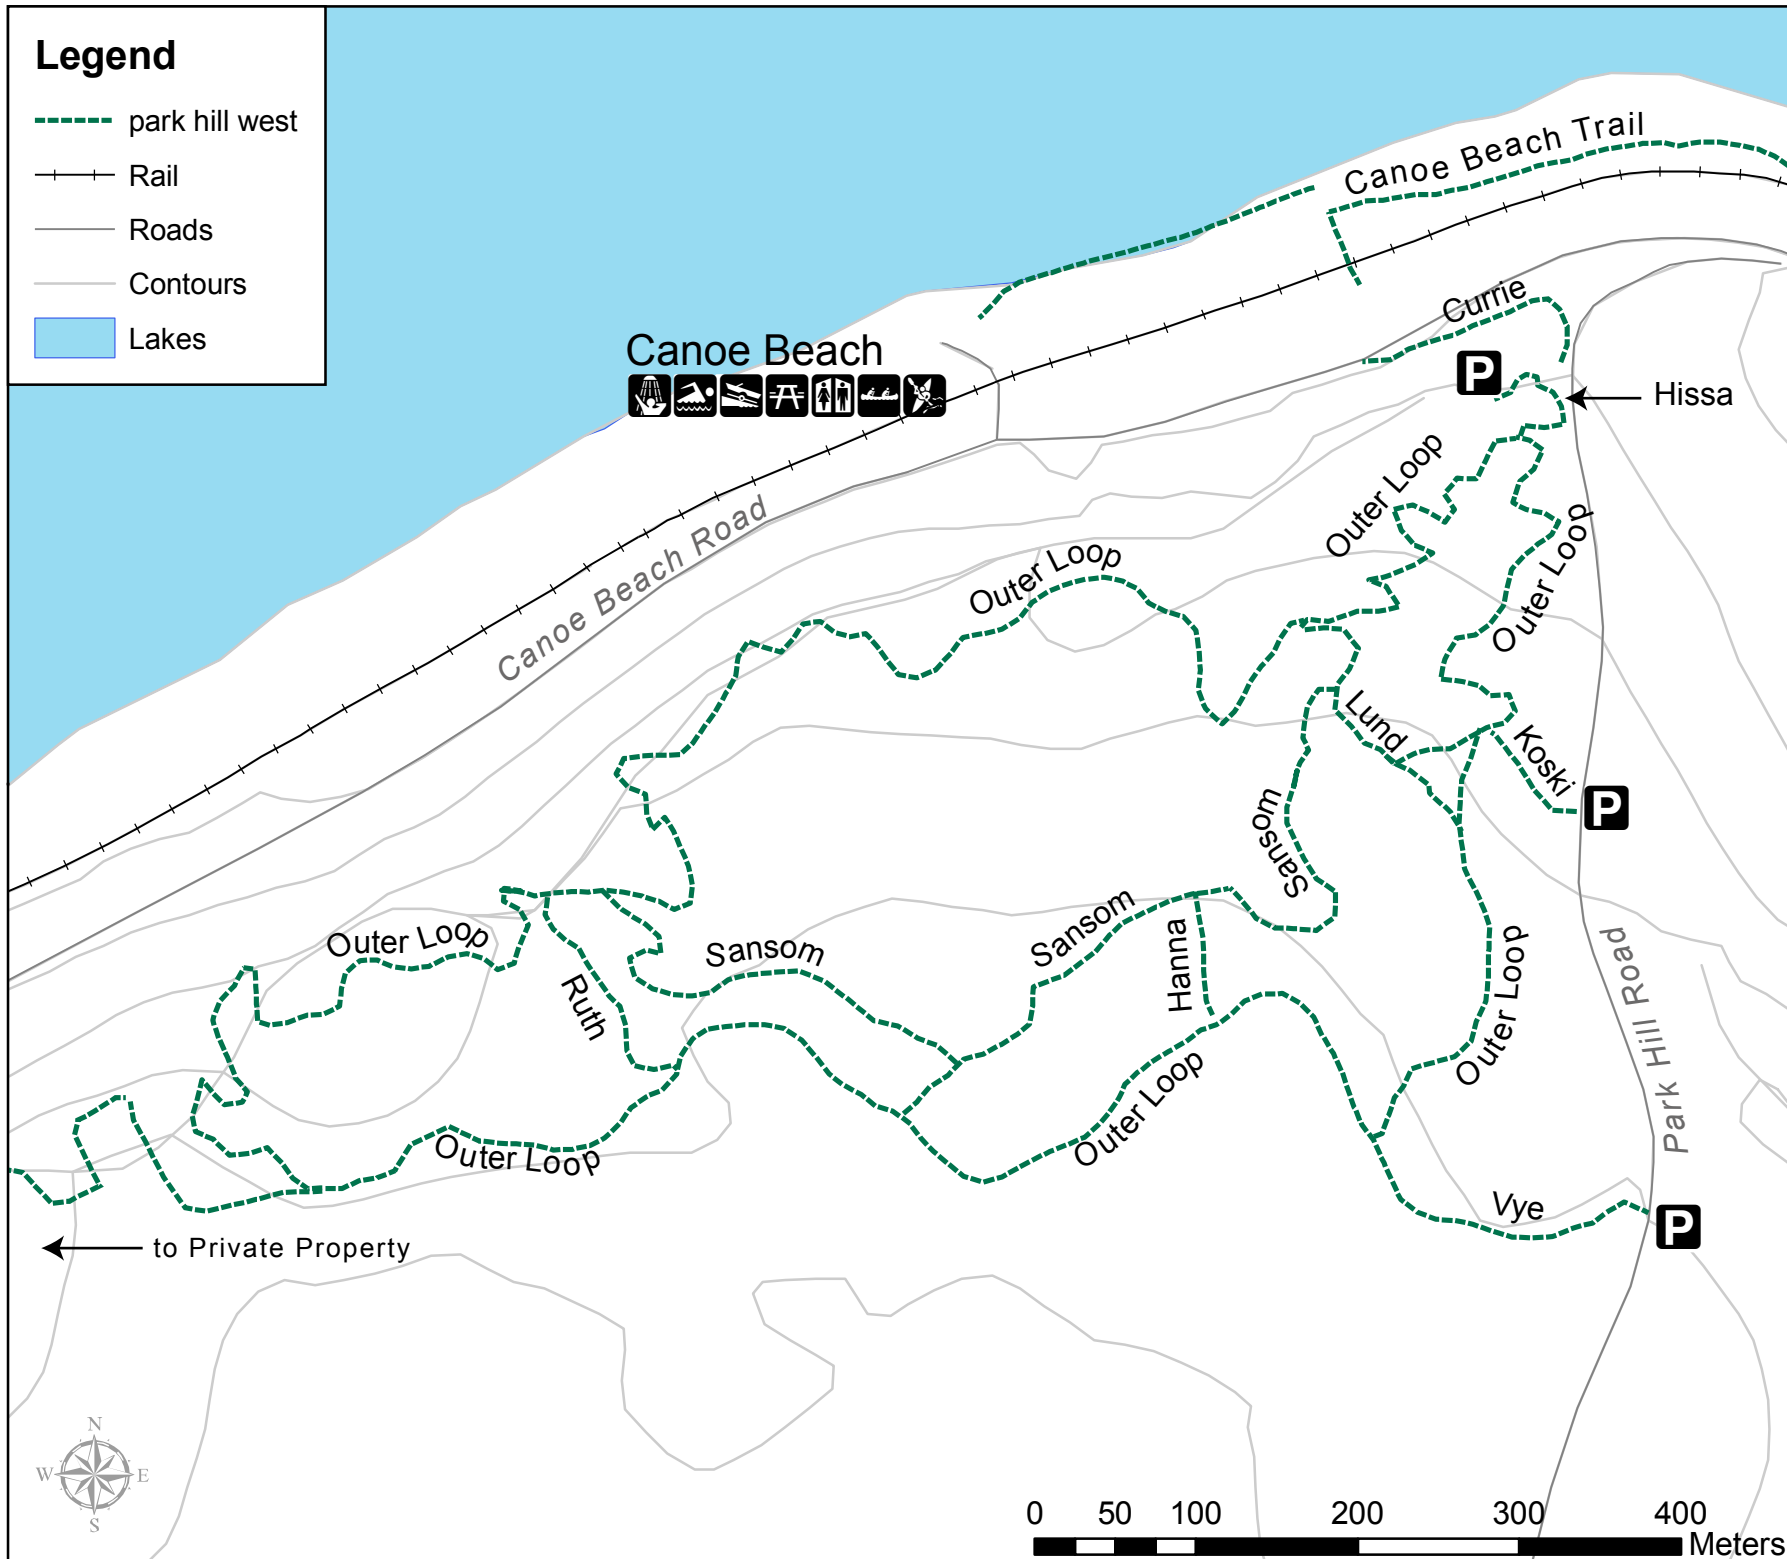 Legend
park hill west
Rail
Roads
Contours
Lakes
Canoe Beach Trail
Currie
Canoe Beach
P
Hissa
Outer Loop
Canoe Beach Road
Outer Loop
Outer Loop
Lund
Koski
P
Sansom
Sansom
Sansom
Hanna
Outer Loop
Ruth
Outer Loop
Park Hill Road
Outer Loop
Outer Loop
Vye
P
to Private Property
N
W E
S
0 50 100 200 300 400
Meters